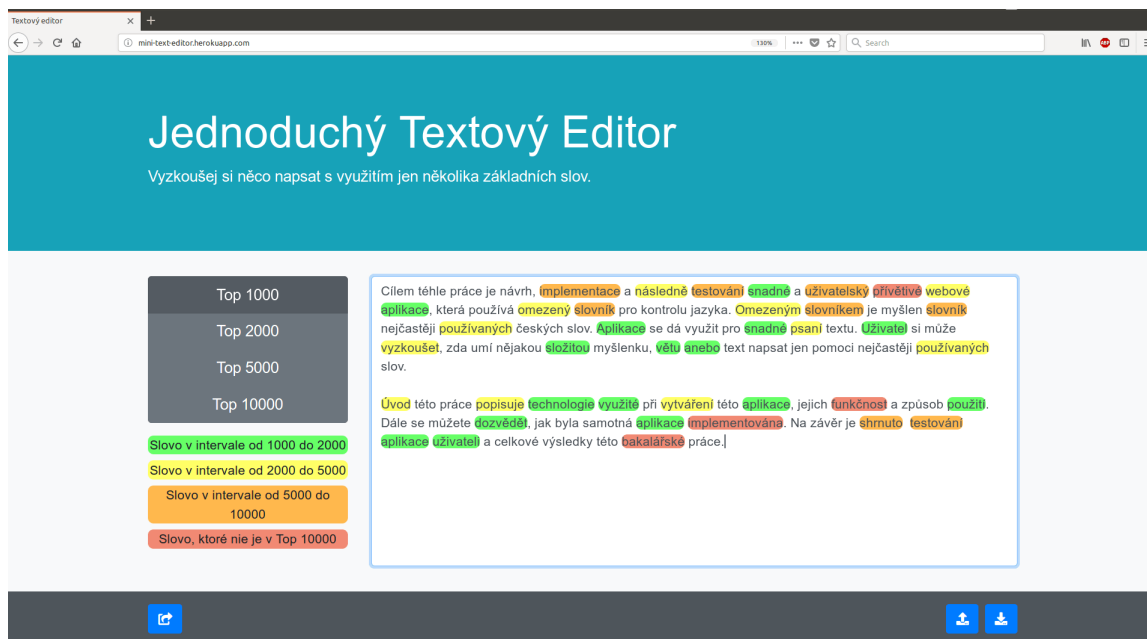 Textový editor
mini-text-editor.herokuapp.com
130%
Search
ABP
Jednoduchý Textový Editor
Vyzkoušej si něco napsat s využitím jen několika základních slov.
Top 1000
Top 2000
Top 5000
Top 10000
Slovo v intervale od 1000 do 2000
Slovo v intervale od 2000 do 5000
Slovo v intervale od 5000 do
10000
Slovo, ktoré nie je v Top 10000
Cílem téhle práce je návrh, implementace a následně testování snadné a uživatelský přívětivé webové
aplikace, která používá omezený slovník pro kontrolu jazyka. Omezeným slovníkem je myšlen slovník
nejčastěji používaných českých slov. Aplikace se dá využit pro snadné psaní textu. Uživatel si může
vyzkoušet, zda umí nějakou složitou myšlenku, větu anebo text napsat jen pomoci nejčastěji používaných
slov.
Úvod této práce popisuje technologie využité při vytváření této aplikace, jejich funkčnost a způsob použití.
Dále se můžete dozvědět, jak byla samotná aplikace implementována. Na závěr je shrnuto testování
aplikace uživateli a celkové výsledky této bakalářské práce.